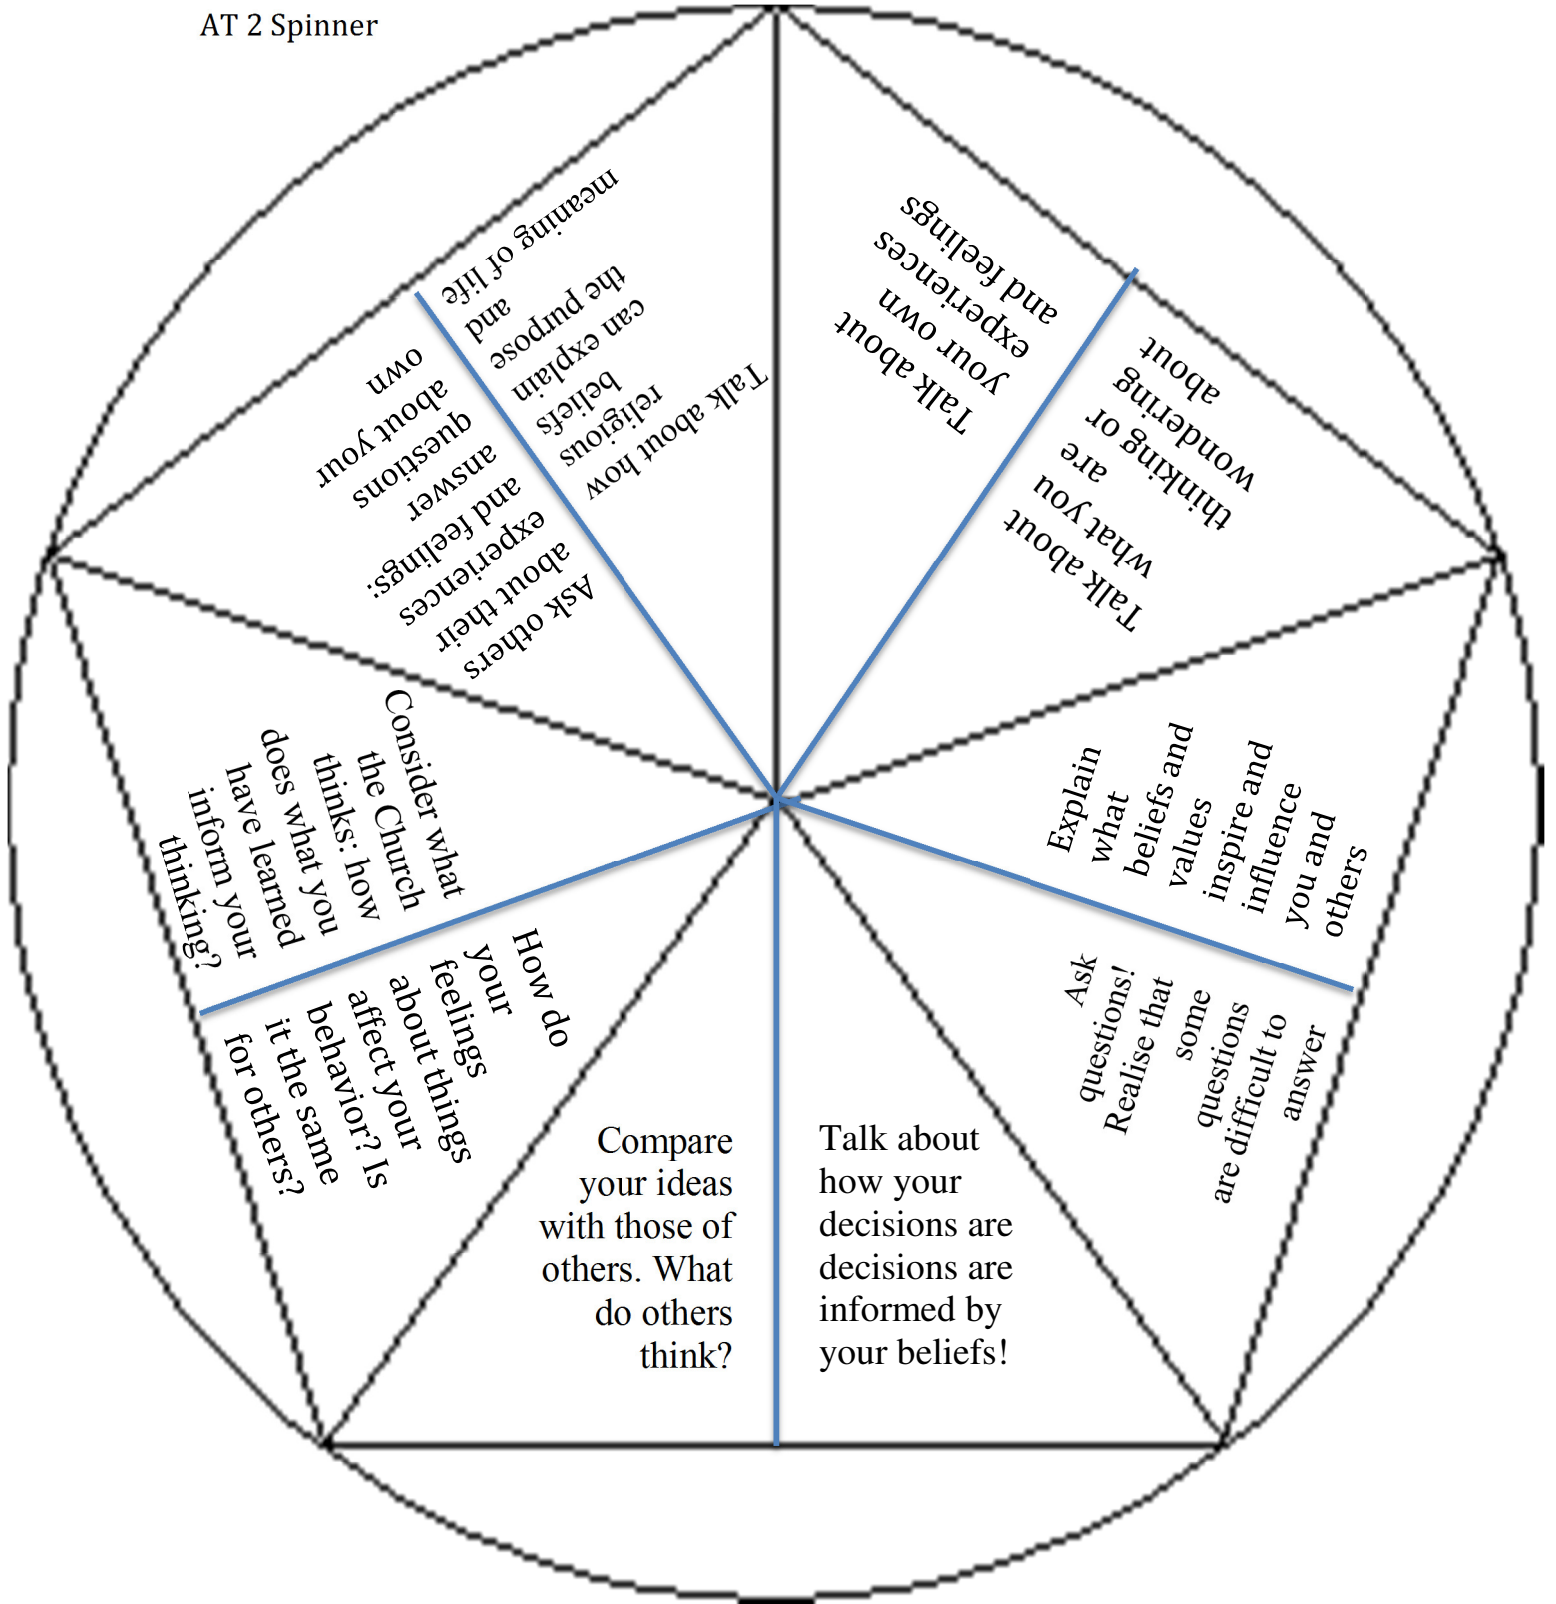 AT 2 Spinner
Talk about
your own
experiences
and feelings
Talk about
what you
are
thinking or
wondering
about
Explain
what
beliefs and
values
inspire and
influence
you and
others
Ask
questions!
Realise that
some
questions
are difficult to
answer
Talk about
how your
decisions are
decisions are
informed by
your beliefs!
Compare
your ideas
with those of
others. What
do others
think?
How do
your
feelings
about things
affect your
behavior? Is
it the same
for others?
Consider what
the Church
thinks: how
does what you
have learned
inform your
thinking?
Ask others
about their
experiences
and feelings:
answer
questions
about your
own
Talk about how
religious
beliefs
can explain
the purpose
and
meaning of life